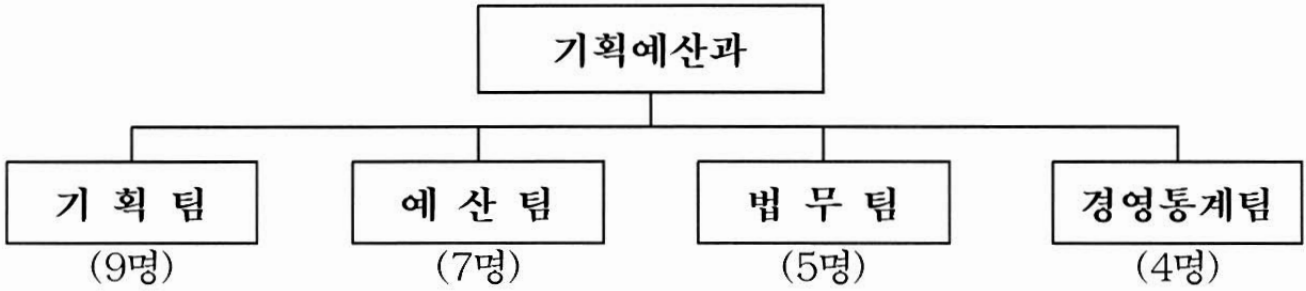 기획예산과
기 획 팀 예 산 팀 법 무 팀 경영통계팀
(9명) (7명) (5명) (4명)